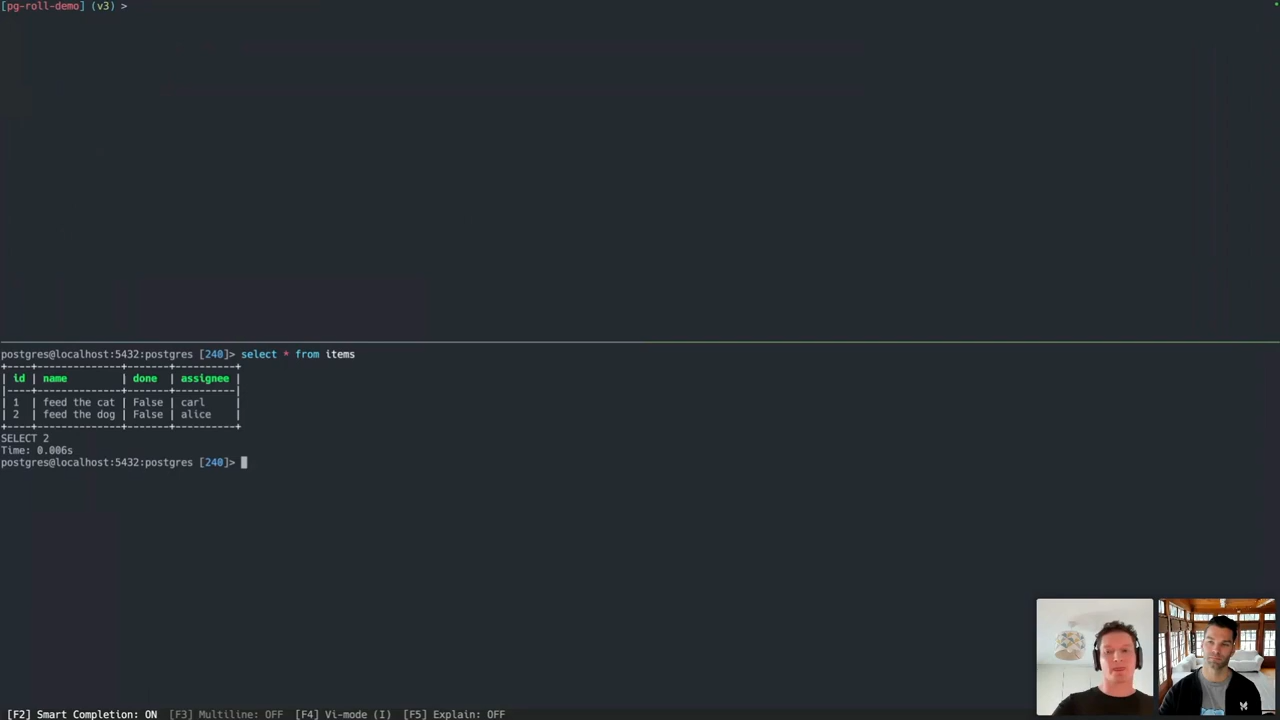 [pg-roll-demo] (v3) >
postgres@localhost:5432:postgres [240]> select * from items
+----+--------------+-------+----------+
| id | name         | done  | assignee |
|----+--------------+-------+----------|
| 1  | feed the cat | False | carl     |
| 2  | feed the dog | False | alice    |
+----+--------------+-------+----------+
SELECT 2
Time: 0.006s
postgres@localhost:5432:postgres [240]>
[F2] Smart Completion: ON  [F3] Multiline: OFF  [F4] Vi-mode (I)  [F5] Explain: OFF